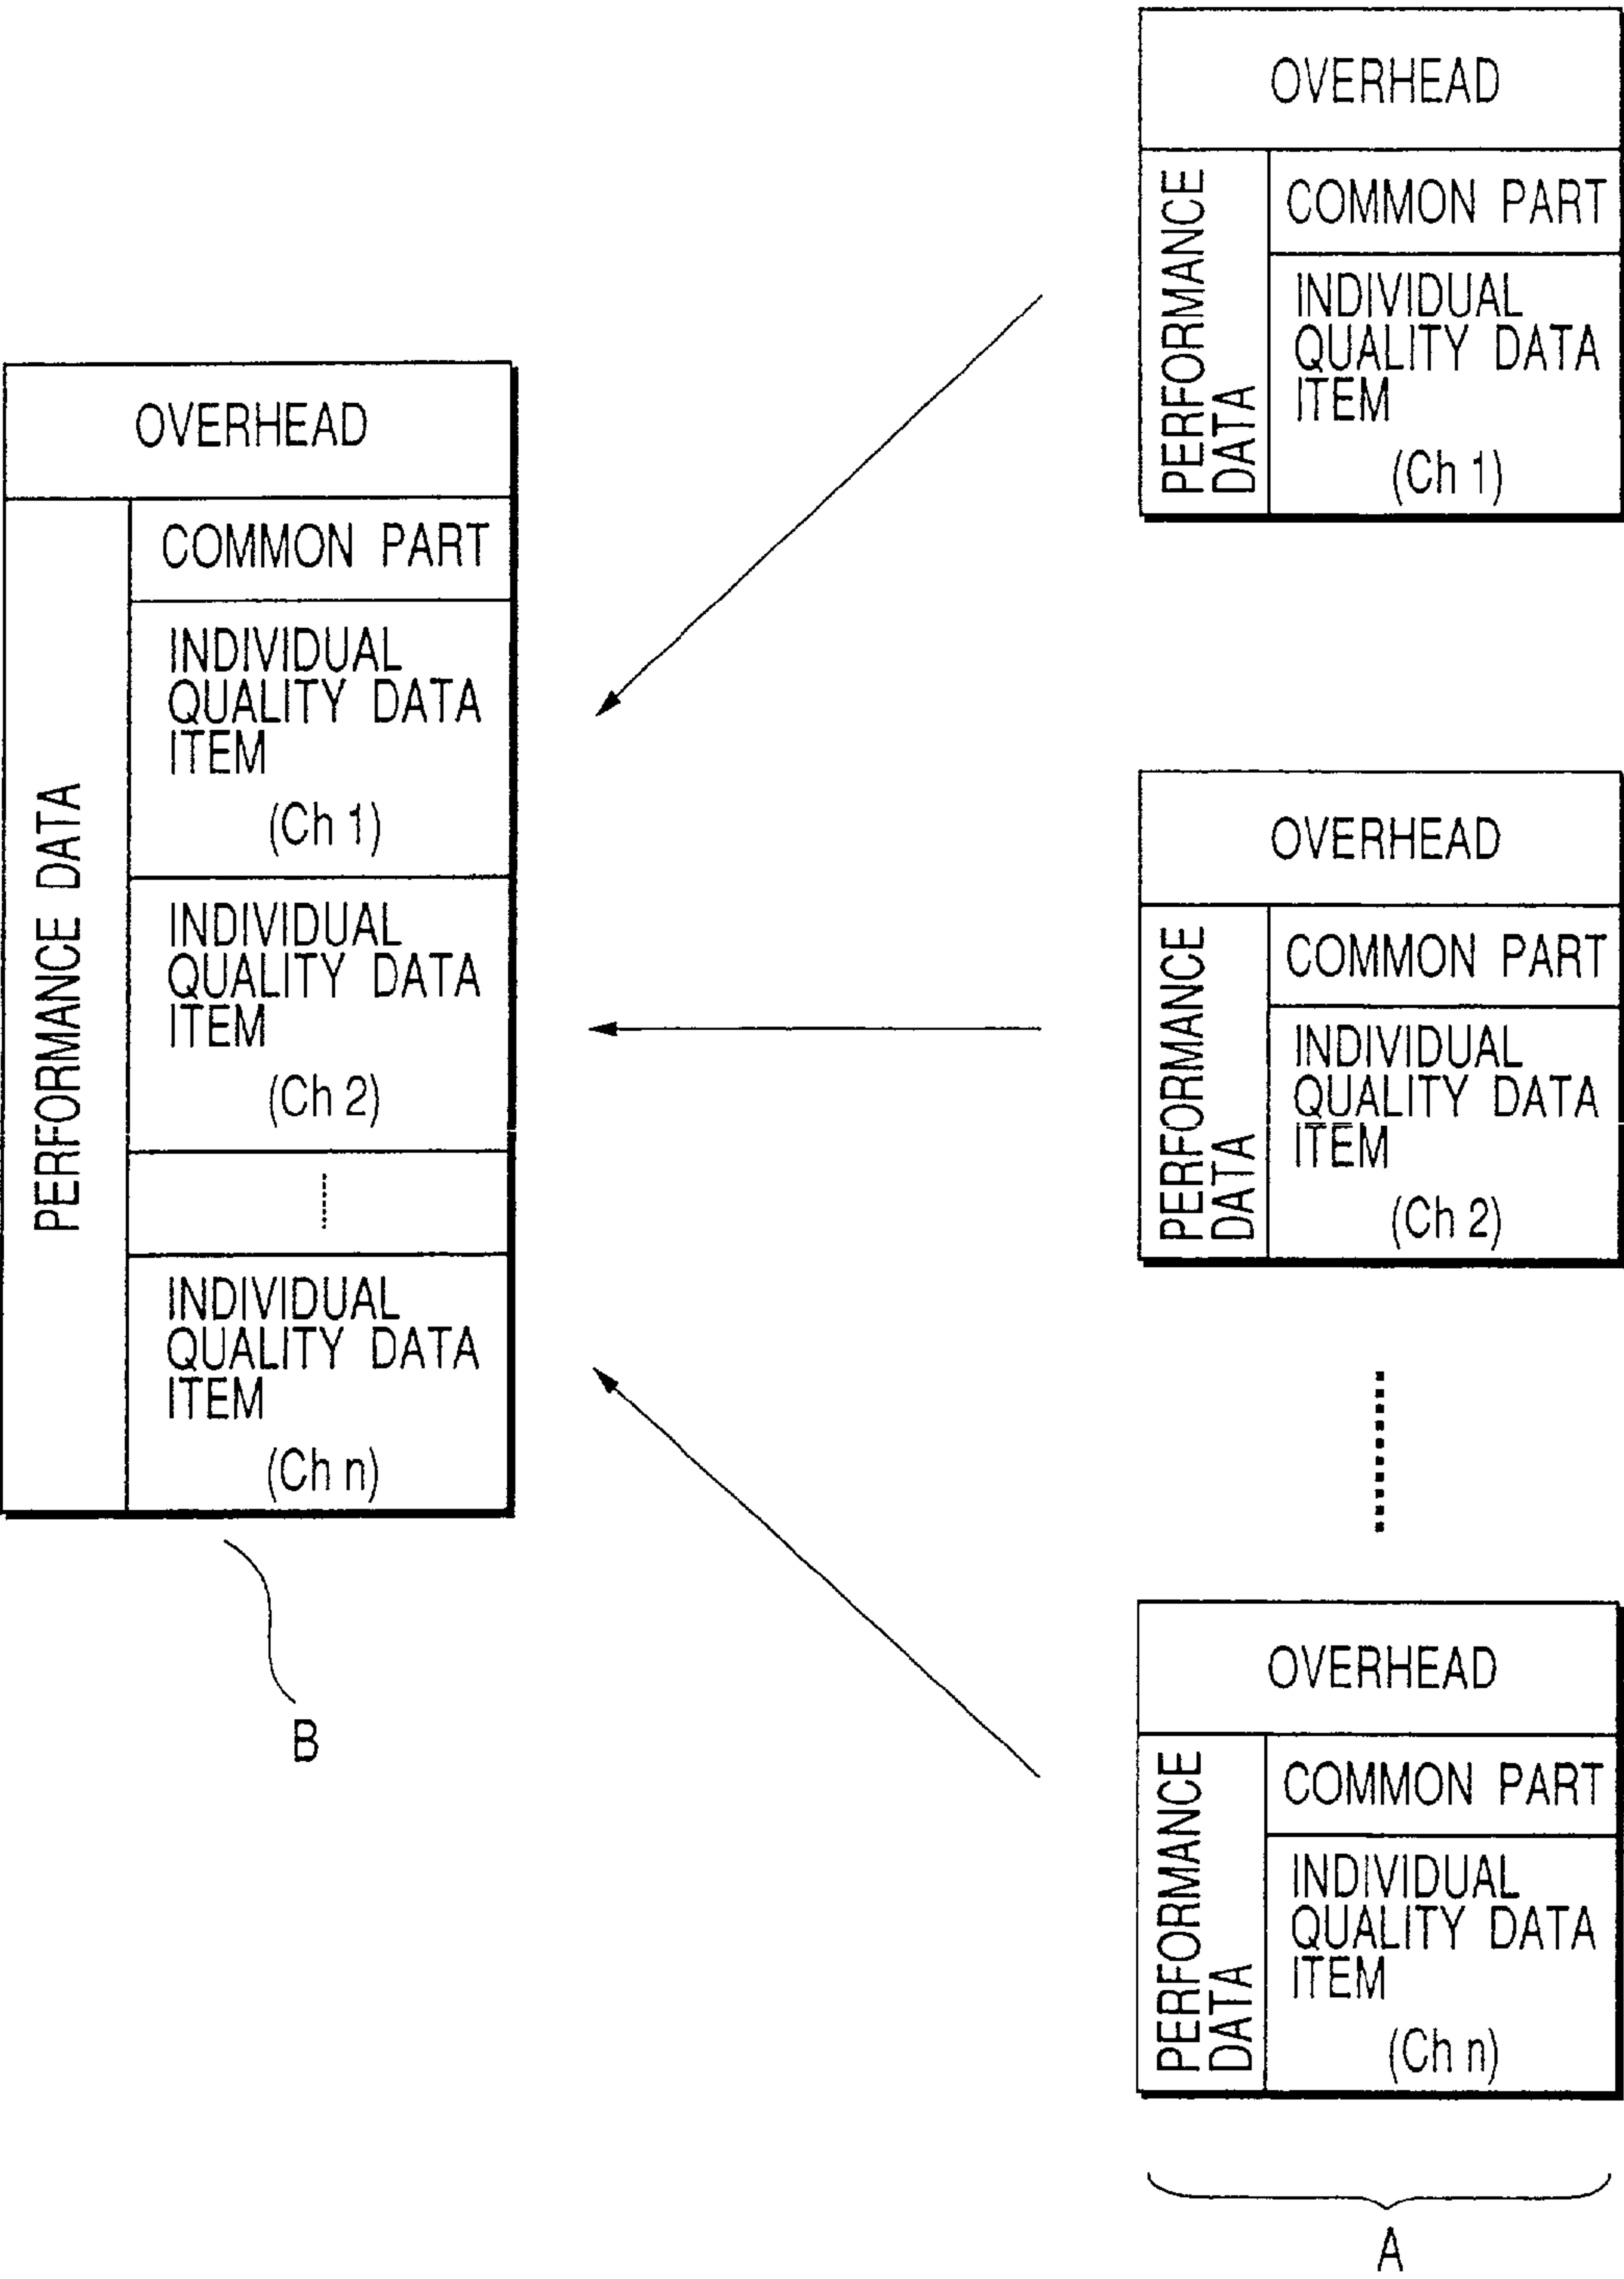 OVERHEAD
PERFORMANCE DATA
COMMON PART
INDIVIDUAL
QUALITY DATA
ITEM
(Ch 1)
INDIVIDUAL
QUALITY DATA
ITEM
(Ch 2)
INDIVIDUAL
QUALITY DATA
ITEM
(Ch n)
B
OVERHEAD
PERFORMANCE
DATA
COMMON PART
INDIVIDUAL
QUALITY DATA
ITEM
(Ch 1)
OVERHEAD
PERFORMANCE
DATA
COMMON PART
INDIVIDUAL
QUALITY DATA
ITEM
(Ch 2)
OVERHEAD
PERFORMANCE
DATA
COMMON PART
INDIVIDUAL
QUALITY DATA
ITEM
(Ch n)
A